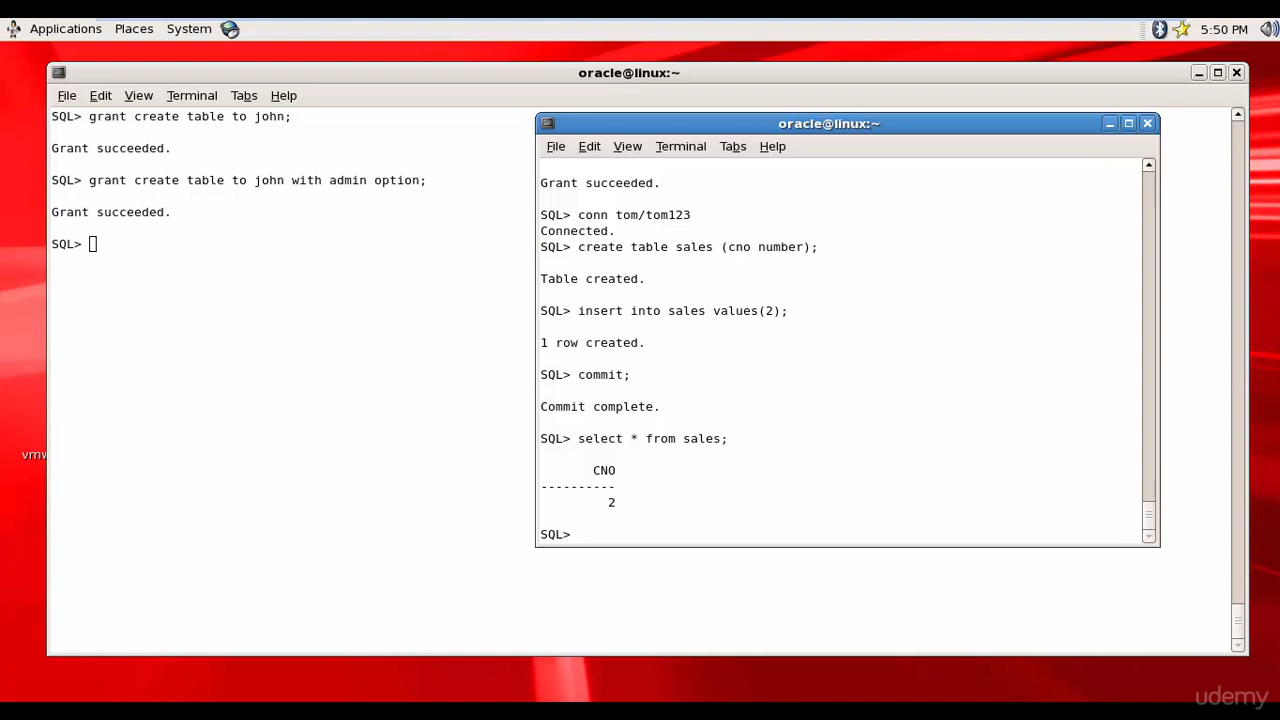 Applications Places System 5:50 PM
oracle@linux:~
File Edit View Terminal Tabs Help
SQL> grant create table to john;
Grant succeeded.
SQL> grant create table to john with admin option;
Grant succeeded.
SQL>
vmw
oracle@linux:~
File Edit View Terminal Tabs Help
Grant succeeded.
SQL> conn tom/tom123
Connected.
SQL> create table sales (cno number);
Table created.
SQL> insert into sales values(2);
1 row created.
SQL> commit;
Commit complete.
SQL> select * from sales;
CNO
----------
2
SQL>
udemy